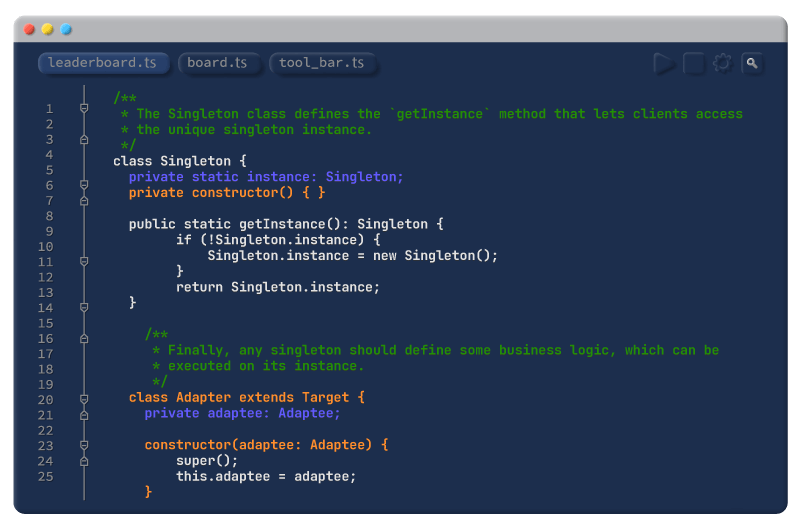 leaderboard.ts board.ts tool_bar.ts
/**
1 * The Singleton class defines the `getInstance` method that lets clients access
2 * the unique singleton instance.
3 */
4 class Singleton {
5 private static instance: Singleton;
6 private constructor() { }
7
8 public static getInstance(): Singleton {
9 if (!Singleton.instance) {
10 Singleton.instance = new Singleton();
11 }
12 return Singleton.instance;
13 }
14
15 /**
16 * Finally, any singleton should define some business logic, which can be
17 * executed on its instance.
18 */
19 class Adapter extends Target {
20 private adaptee: Adaptee;
21
22 constructor(adaptee: Adaptee) {
23 super();
24 this.adaptee = adaptee;
25 }